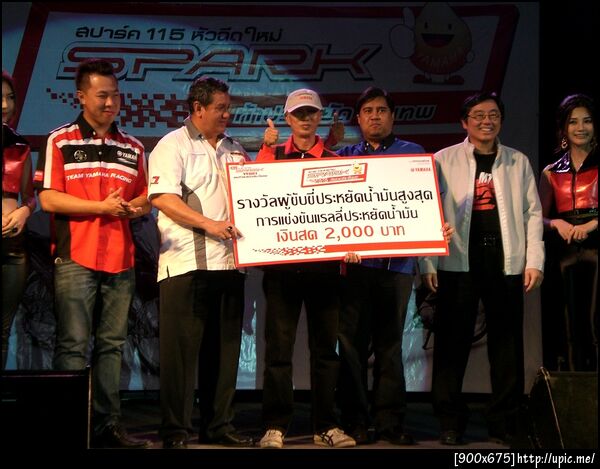 สปาร์ค 115 หัวฉีดใหม่
SPARK
YAMAHA
YAMAHA
TEAM YAMAHA RACING
SPARK
YAMAHA
รางวัลผู้ขับขี่ประหยัดน้ำมันสูงสุด
การแข่งขันแรลลี่ประหยัดน้ำมัน
เงินสด 2,000 บาท
[900x675]http://upic.me/